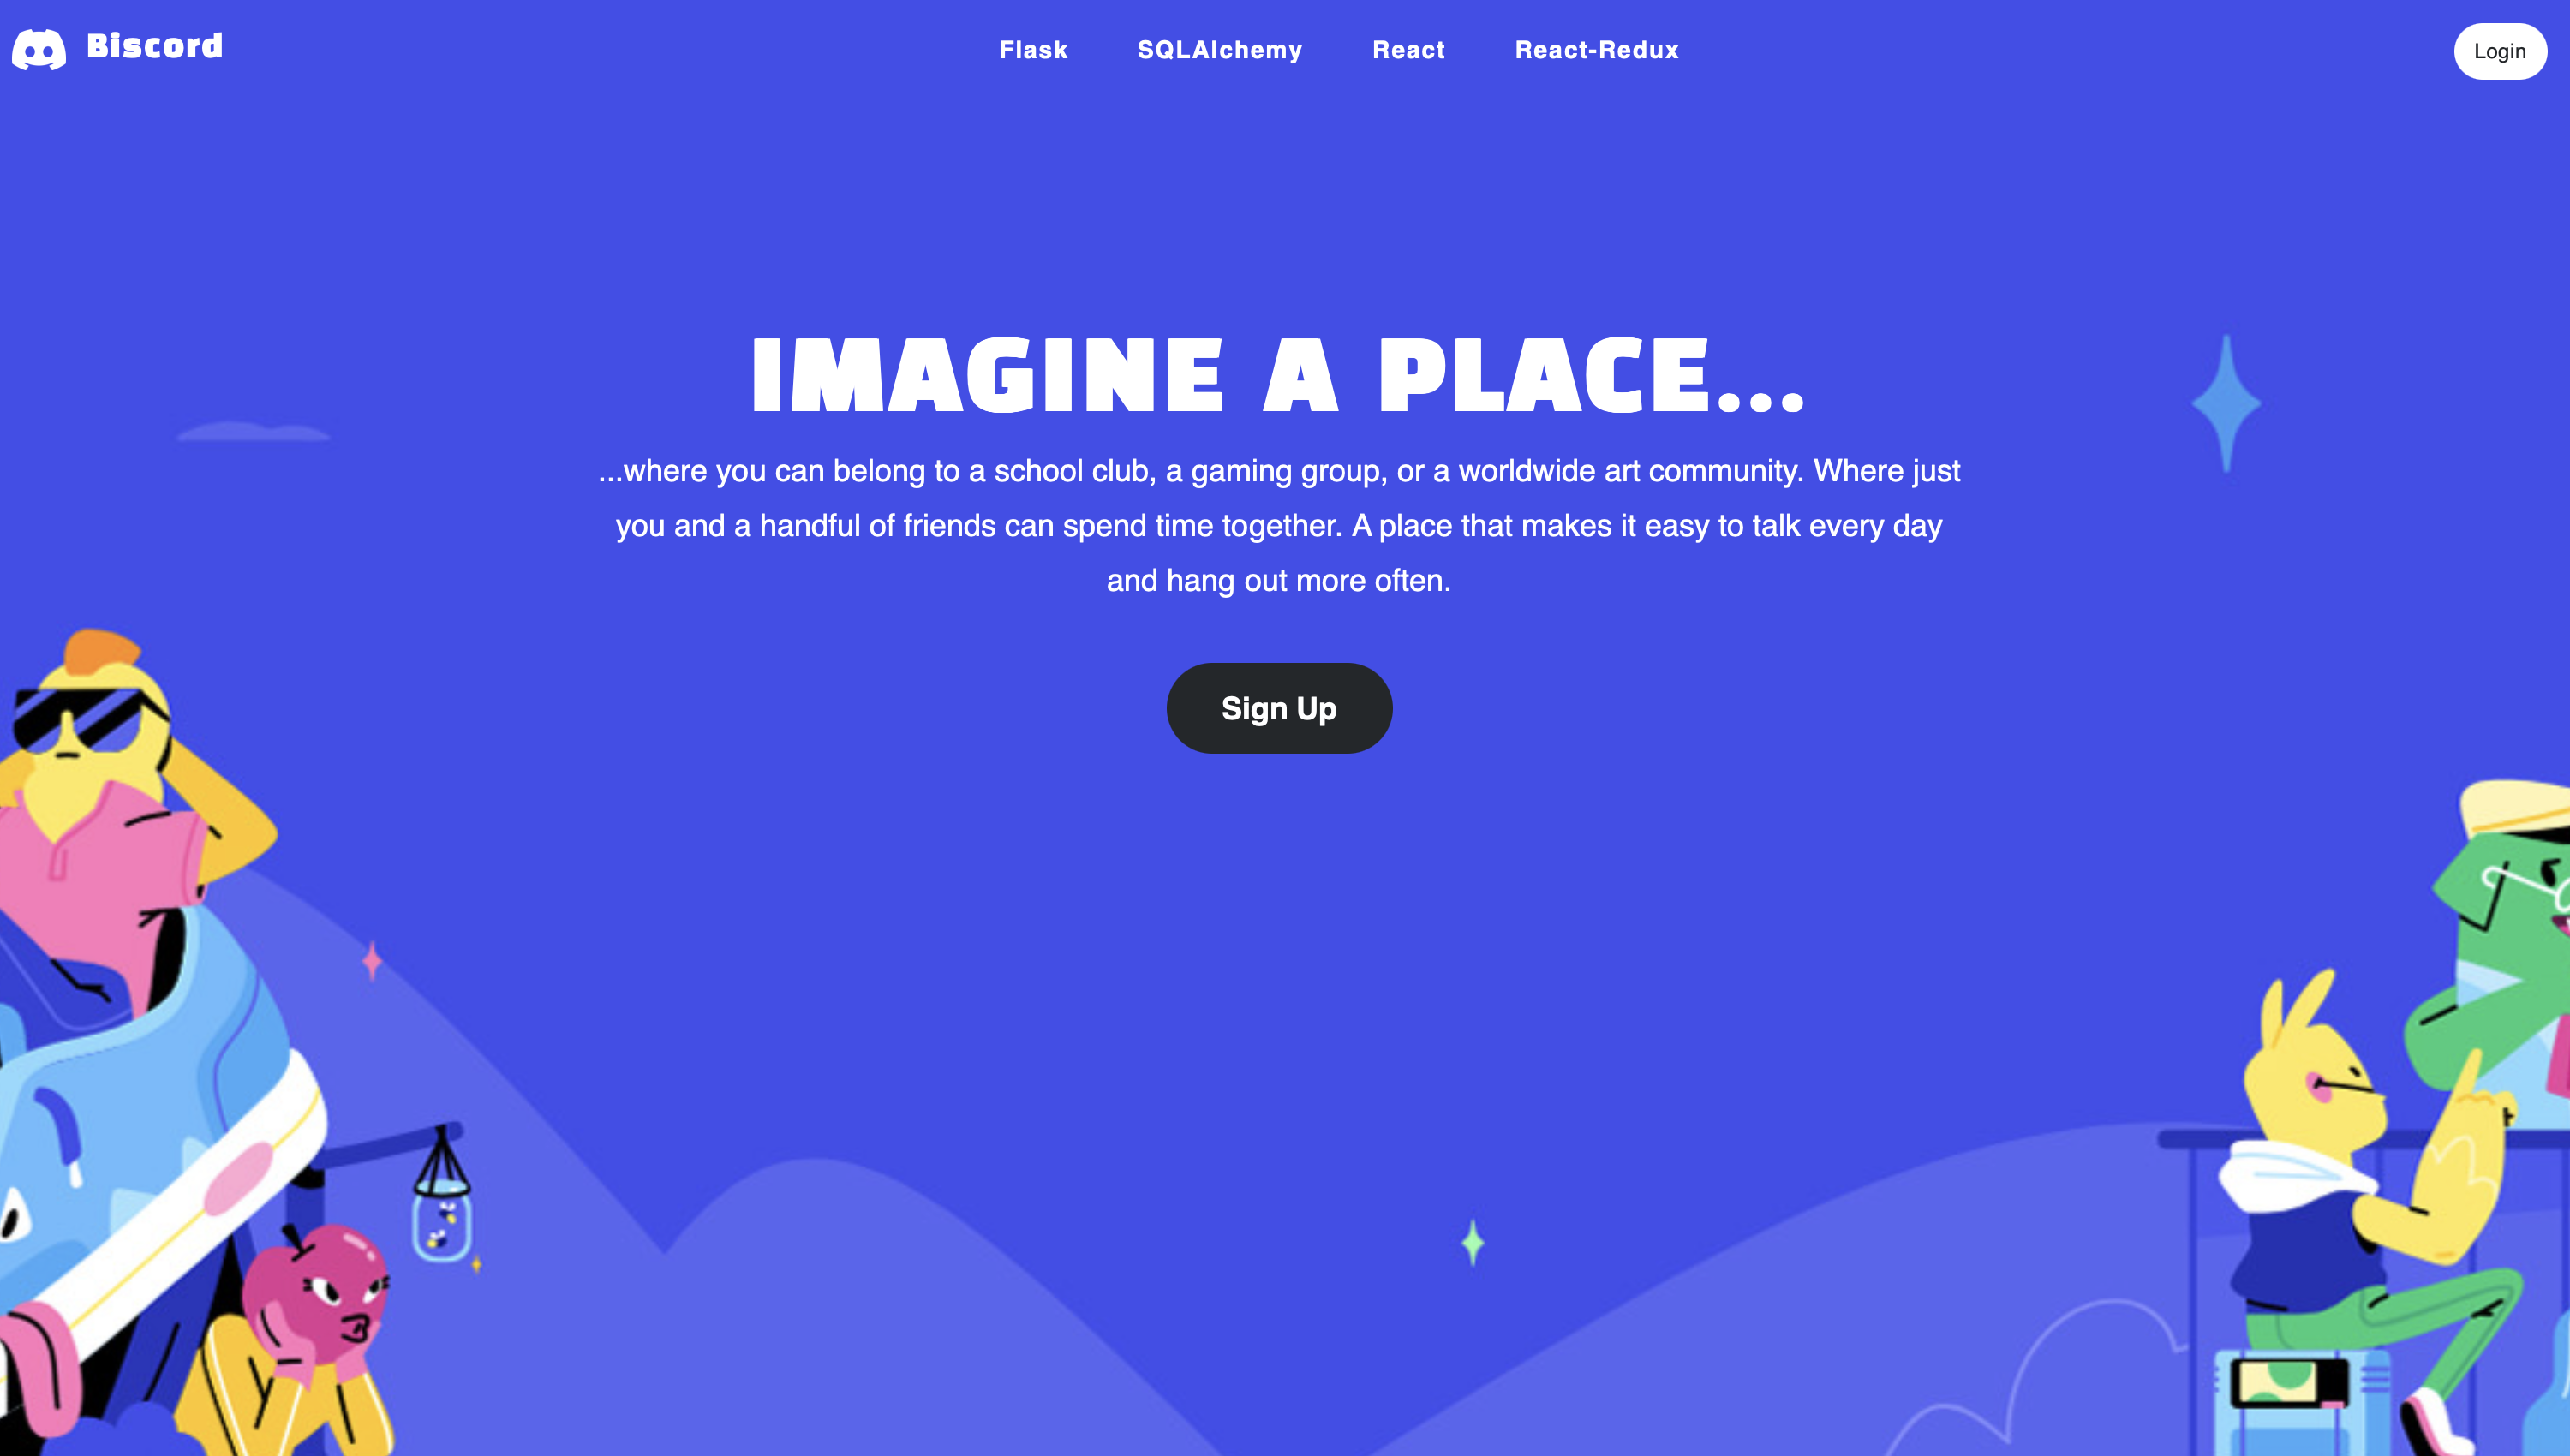 Biscord
Flask SQLAlchemy React React-Redux
Login
IMAGINE A PLACE...
...where you can belong to a school club, a gaming group, or a worldwide art community. Where just
you and a handful of friends can spend time together. A place that makes it easy to talk every day
and hang out more often.
Sign Up